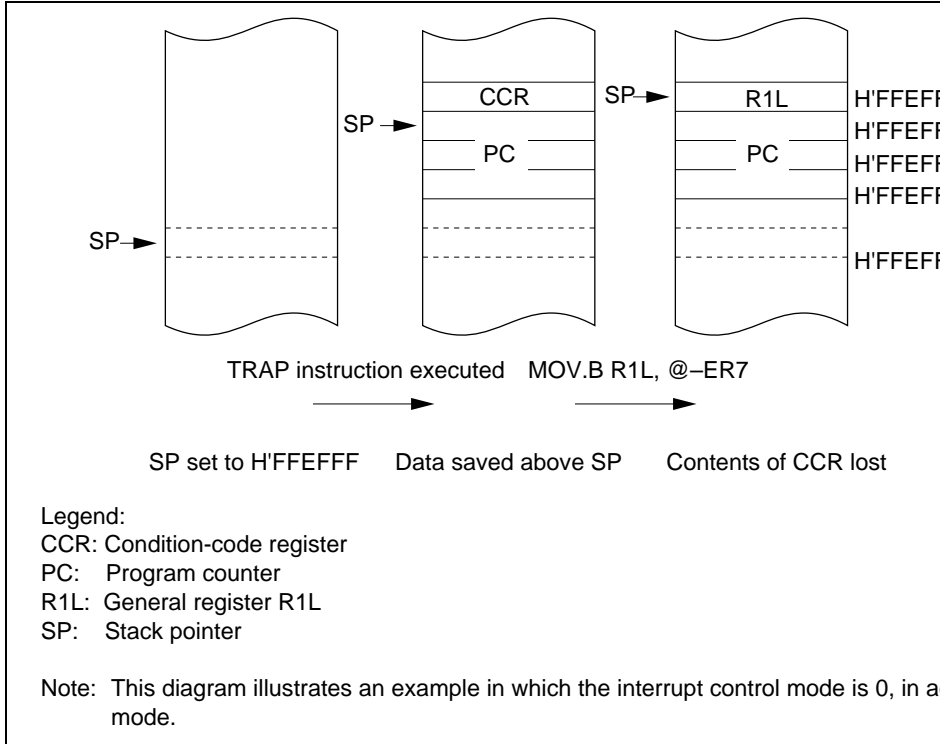 CCR
SP
R1L
H'FFEFF
SP
H'FFEFF
PC
PC
H'FFEFF
H'FFEFF
SP
H'FFEFF
TRAP instruction executed MOV.B R1L, @–ER7
SP set to H'FFEFFF Data saved above SP Contents of CCR lost
Legend:
CCR: Condition-code register
PC: Program counter
R1L: General register R1L
SP: Stack pointer
Note: This diagram illustrates an example in which the interrupt control mode is 0, in
mode.